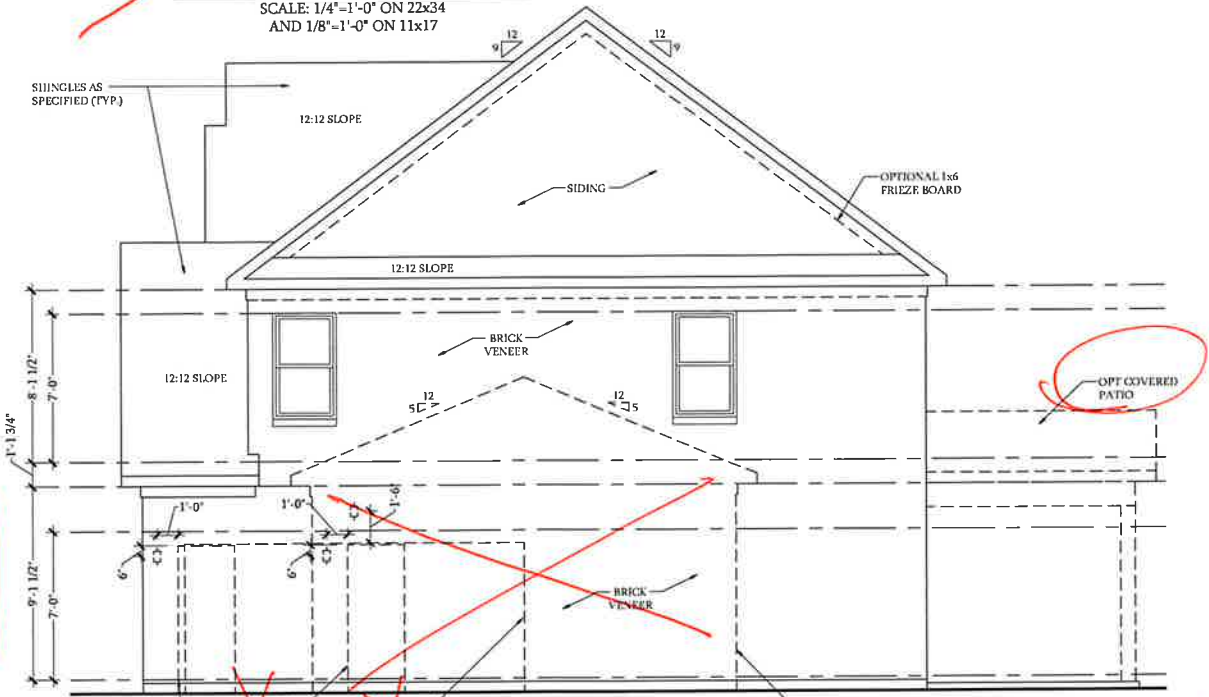 SCALE: 1/4"=1'-0" ON 22x34
AND 1/8"=1'-0" ON 11x17
12
9
12
9
SHINGLES AS
SPECIFIED (TYP.)
12:12 SLOPE
OPTIONAL 1x6
FRIEZE BOARD
SIDING
12:12 SLOPE
BRICK
VENEER
12:12 SLOPE
OPT COVERED
PATIO
8'-1 1/2"
7'-0"
12
5
12
5
1'-1 3/4"
1'-0"
1'-0"
1'-6"
6"
6"
9'-1 1/2"
7'-0"
BRICK
VENEER